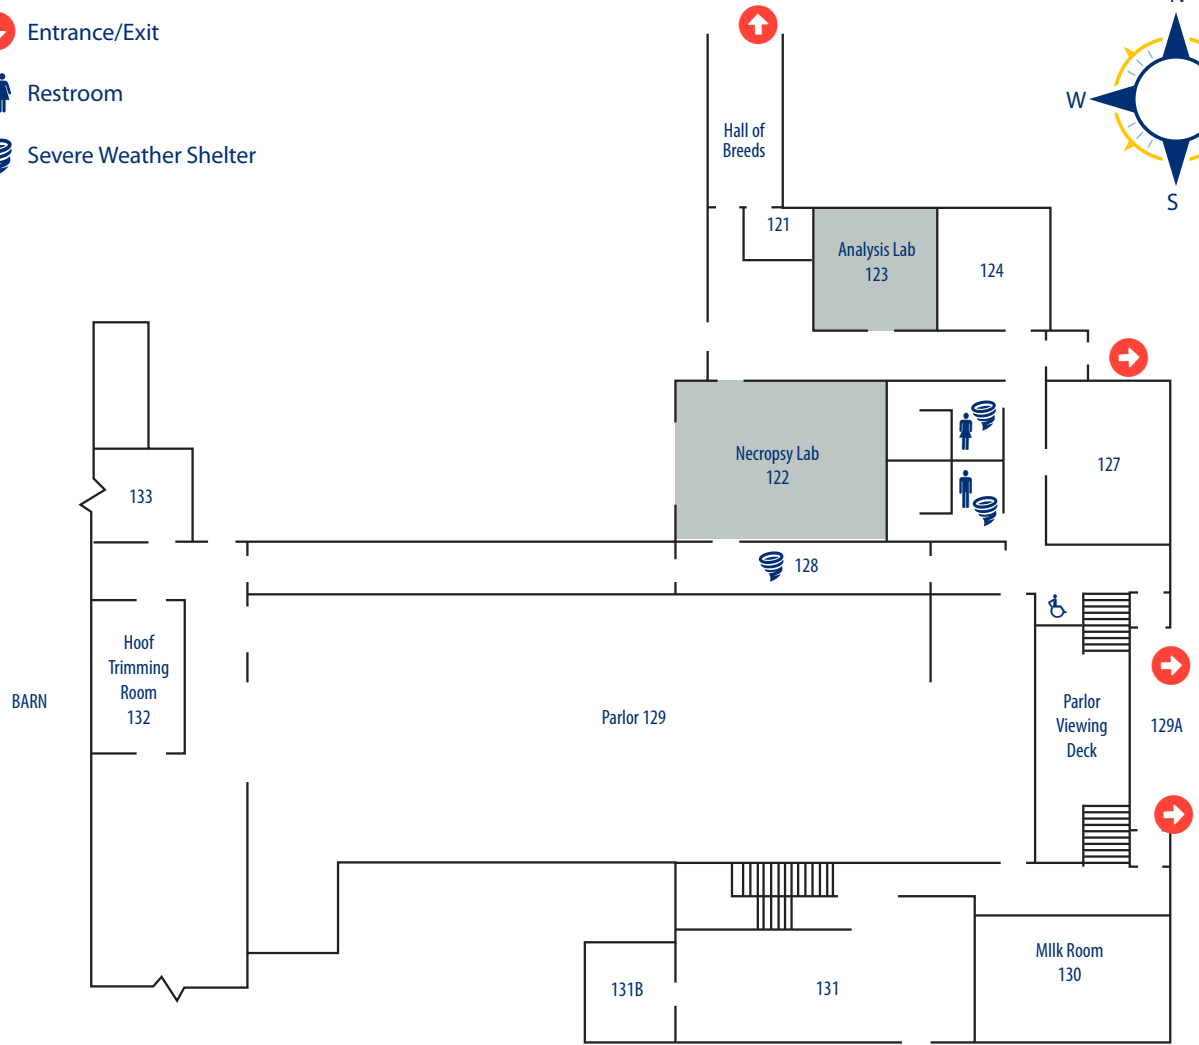 Entrance/Exit
Restroom
Severe Weather Shelter
W
S
Hall of
Breeds
121
Analysis Lab
123
124
133
Necropsy Lab
122
127
128
Hoof
Trimming
Room
132
BARN
Parlor 129
Parlor
Viewing
Deck
129A
131B
131
MIlk Room
130